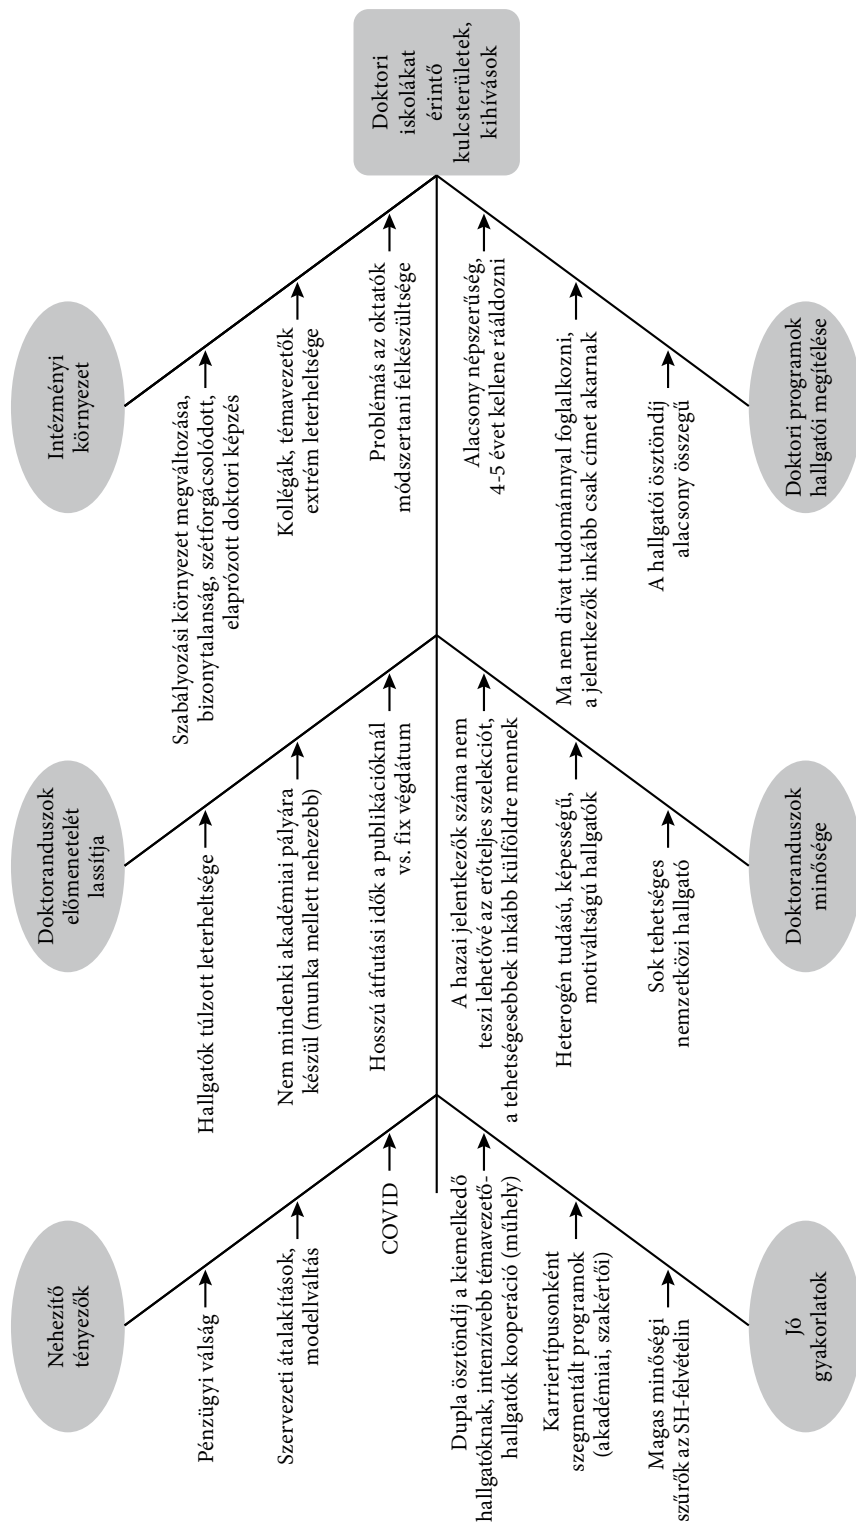 Nehezítő
tényezők
Pénzügyi válság
Szervezeti átalakítások,
modellváltás
COVID
Doktoranduszok
előmenetelét
lassítja
Hallgatók túlzott leterheltsége
Nem mindenki akadémiai pályára
készül (munka mellett nehezebb)
Hosszú átfutási idők a publikációknál
vs. fix végdátum
Intézményi
környezet
Szabályozási környezet megváltozása,
bizonytalanság, szétforgácsolódott,
elaprózott doktori képzés
Kollégák, témavezetők
extrém leterheltsége
Problémás az oktatók
módszertani felkészültsége
Doktori
iskolákat
érintő
kulcsterületek,
kihívások
Dupla ösztöndíj a kiemelkedő
hallgatóknak, intenzívebb témavezető-
hallgatók kooperáció (műhely)
Karriertípusonként
szegmentált programok
(akadémiai, szakértői)
Magas minőségi
szűrők az SH-felvételin
Jó
gyakorlatok
A hazai jelentkezők száma nem
teszi lehetővé az erőteljes szelekciót,
a tehetségesebbek inkább külföldre mennek
Heterogén tudású, képességű,
motiváltságú hallgatók
Sok tehetséges
nemzetközi hallgató
Doktoranduszok
minősége
Alacsony népszerűség,
4-5 évet kellene rááldozni
Ma nem divat tudománnyal foglalkozni,
a jelentkezők inkább csak címet akarnak
A hallgatói ösztöndíj
alacsony összegű
Doktori programok
hallgatói megítélése